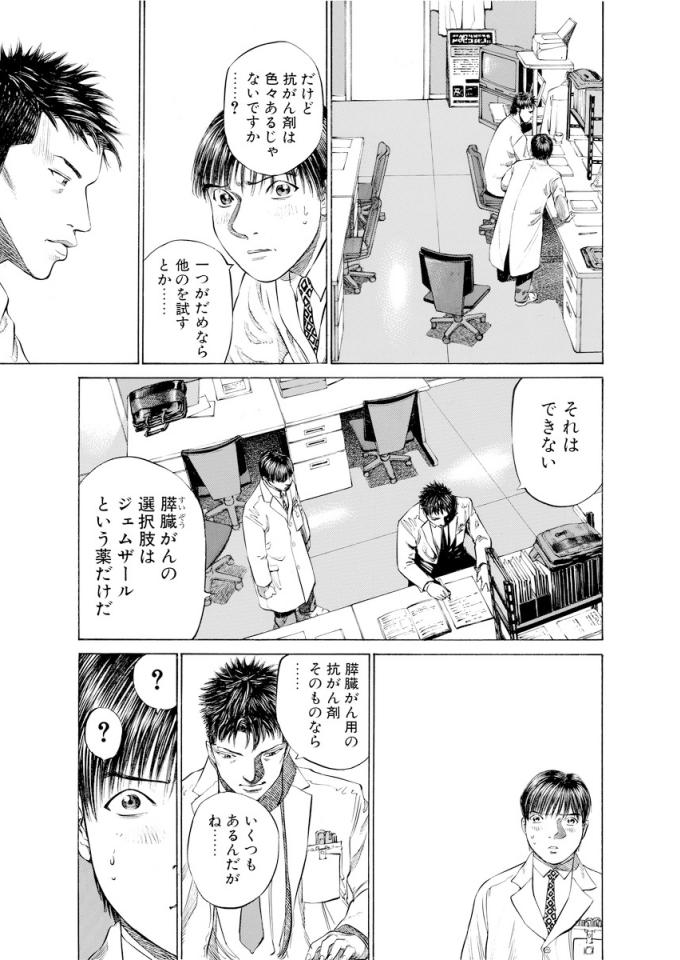 だけど
抗がん剤は
色々あるじゃ
ないですか
……？
一つがだめなら
他のを試す
とか……
それは
できない
膵臓がんの
すいぞう
選択肢は
ジェムザール
という薬だけだ
膵臓がん用の
抗がん剤
そのものなら
……
いくつも
あるんだが
ね…
？
？